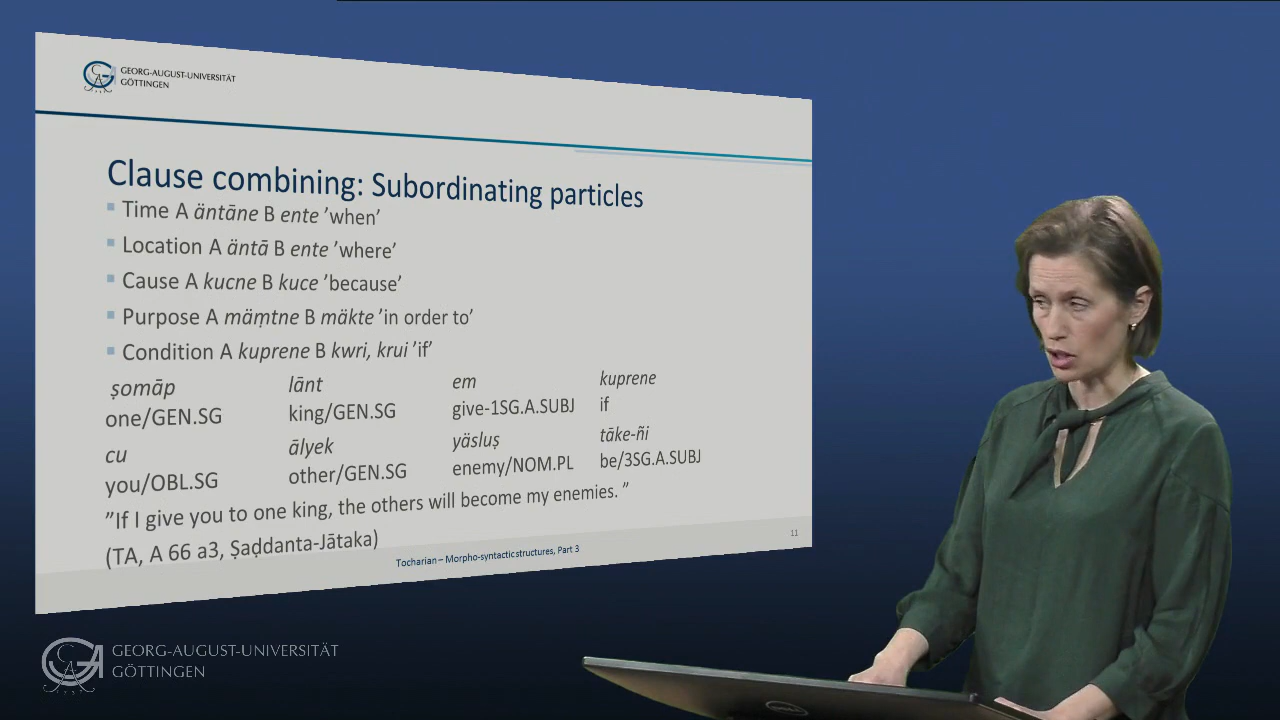 GEORG-AUGUST-UNIVERSITÄT
GÖTTINGEN
Clause combining: Subordinating particles
Time A äntāne B ente ’when’
Location A äntā B ente ’where’
Cause A kucne B kuce ’because’
Purpose A mäṃtne B mäkte ’in order to’
Condition A kuprene B kwri, krui ’if’
ṣomāp lānt em kuprene
one/GEN.SG king/GEN.SG give-1SG.A.SUBJ if
cu ālyek yäsluṣ tāke-ñi
you/OBL.SG other/GEN.SG enemy/NOM.PL be/3SG.A.SUBJ
”If I give you to one king, the others will become my enemies. ”
(TA, A 66 a3, Ṣaḍdanta-Jātaka)
Tocharian – Morpho-syntactic structures, Part 3
11
GEORG-AUGUST-UNIVERSITÄT
GÖTTINGEN